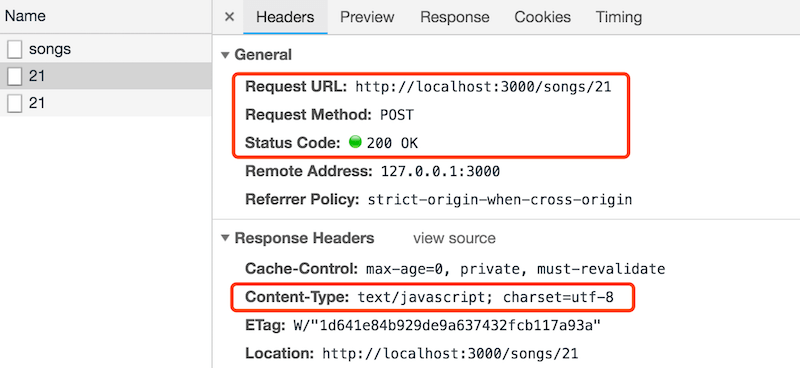 Name
songs
21
21
× Headers Preview Response Cookies Timing
▼ General
Request URL: http://localhost:3000/songs/21
Request Method: POST
Status Code: 200 OK
Remote Address: 127.0.0.1:3000
Referrer Policy: strict-origin-when-cross-origin
▼ Response Headers view source
Cache-Control: max-age=0, private, must-revalidate
Content-Type: text/javascript; charset=utf-8
ETag: W/"1d641e84b929de9a637432fcb117a93a"
Location: http://localhost:3000/songs/21